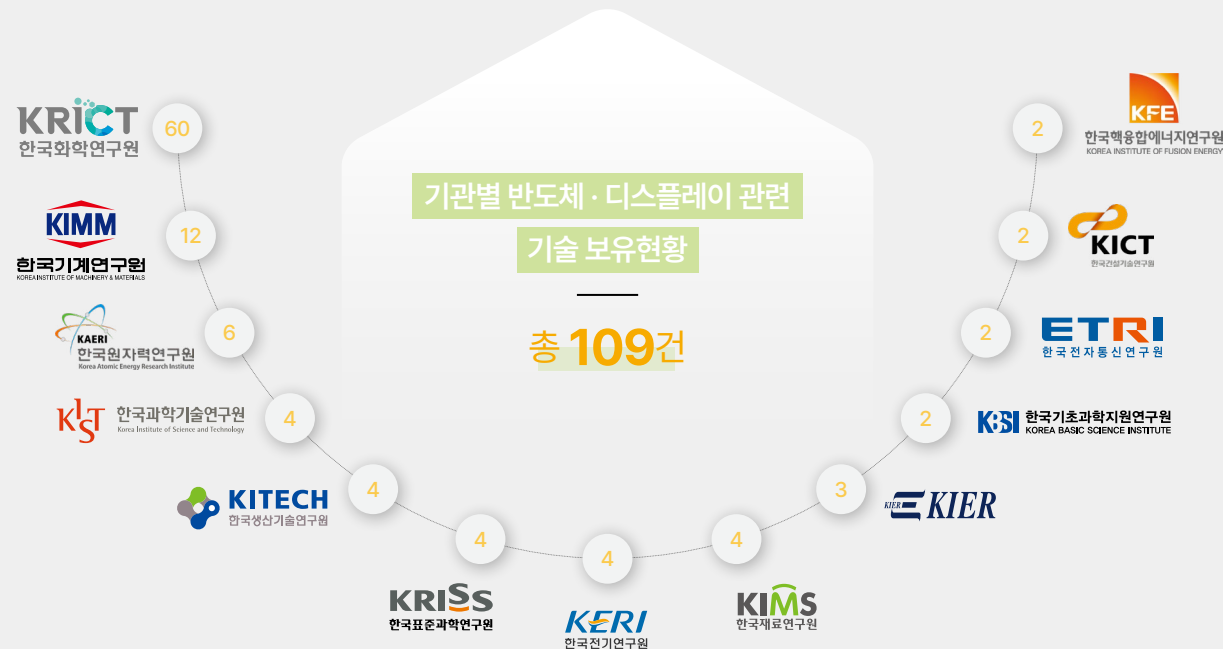 기관별 반도체 · 디스플레이 관련
기술 보유현황
총 109건
KRICT
한국화학연구원
60
KIMM
한국기계연구원
KOREA INSTITUTE OF MACHINERY & MATERIALS
12
KAERI
한국원자력연구원
Korea Atomic Energy Research Institute
6
KIST
한국과학기술연구원
Korea Institute of Science and Technology
4
KITECH
한국생산기술연구원
4
KRISS
한국표준과학연구원
4
KERI
한국전기연구원
4
KIMS
한국재료연구원
4
KIER
KIER
3
KBSI
한국기초과학지원연구원
KOREA BASIC SCIENCE INSTITUTE
2
ETRI
한국전자통신연구원
2
KICT
한국건설기술연구원
2
KFE
한국핵융합에너지연구원
KOREA INSTITUTE OF FUSION ENERGY
2